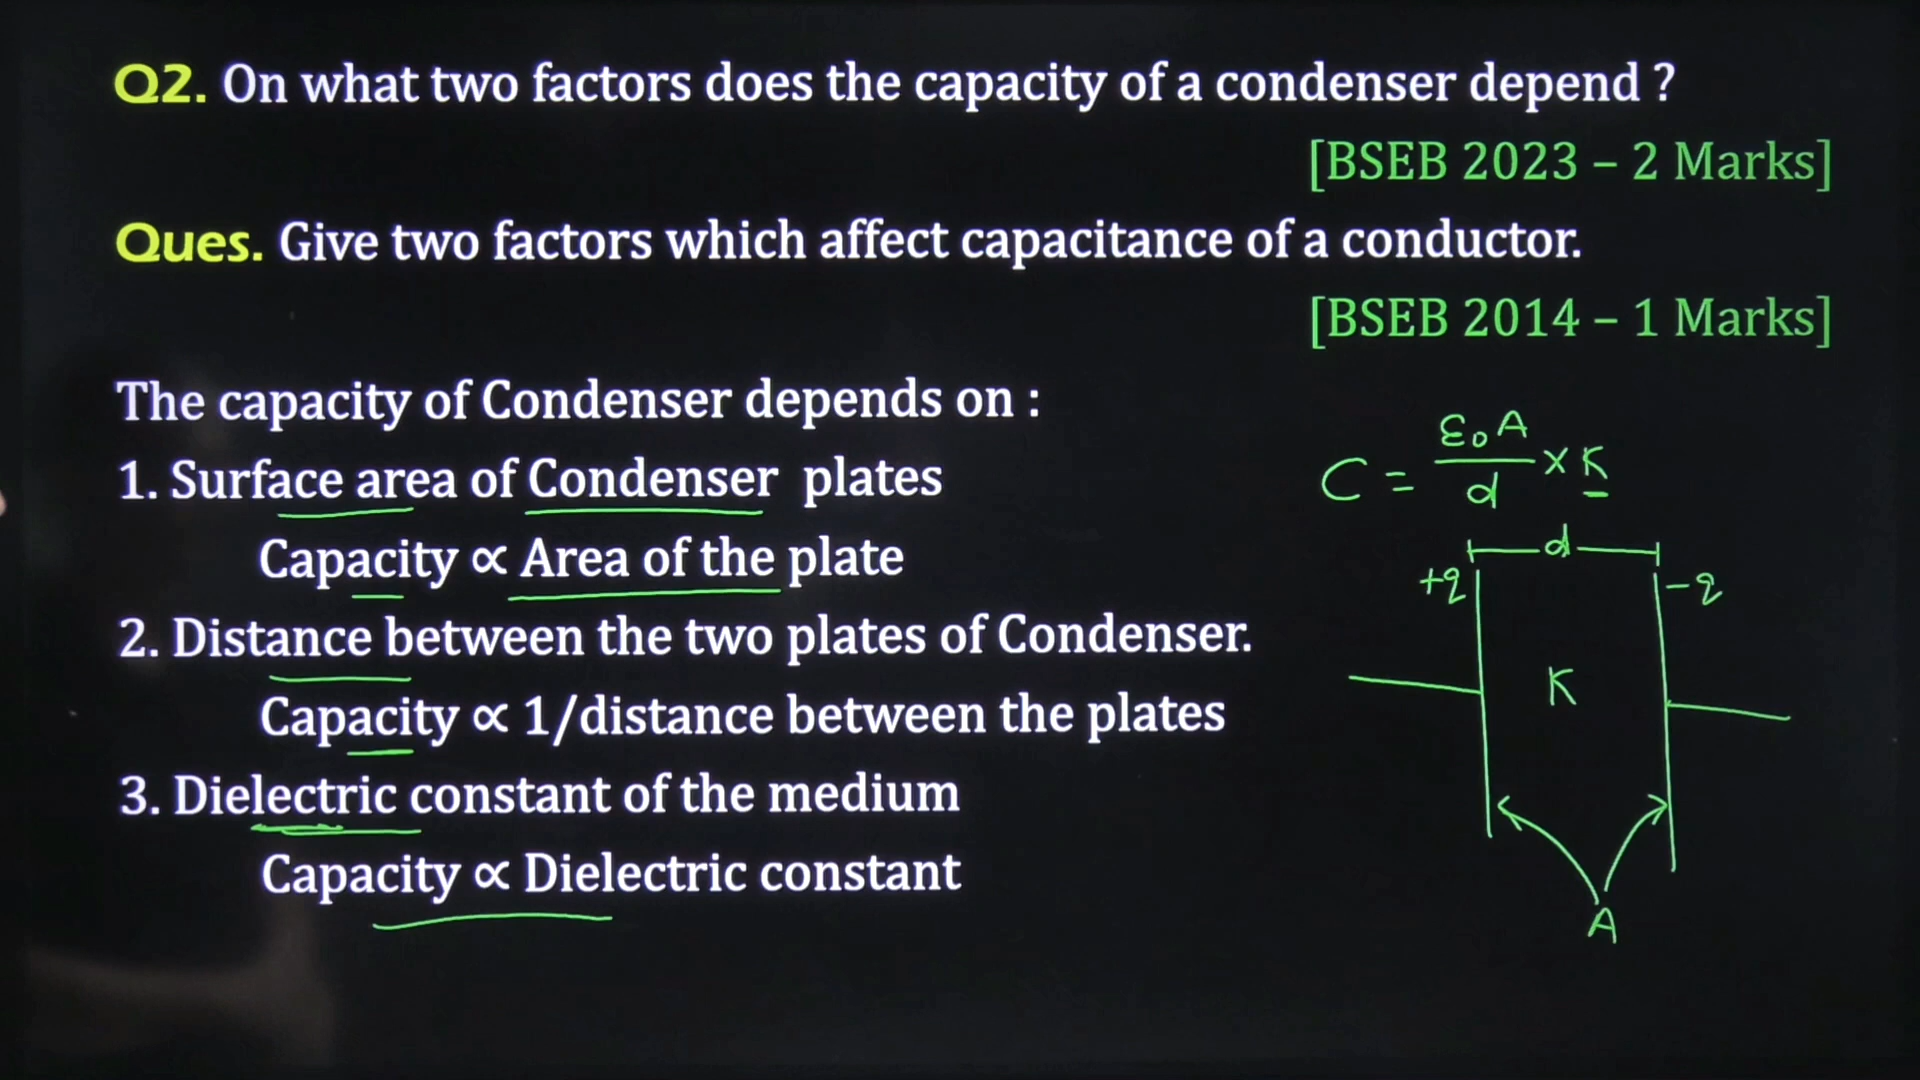 Q2. On what two factors does the capacity of a condenser depend ?
[BSEB 2023 – 2 Marks]
Ques. Give two factors which affect capacitance of a conductor.
[BSEB 2014 – 1 Marks]
The capacity of Condenser depends on :
1. Surface area of Condenser plates
Capacity ∝ Area of the plate
2. Distance between the two plates of Condenser.
Capacity ∝ 1/distance between the plates
3. Dielectric constant of the medium
Capacity ∝ Dielectric constant
C = ε₀A/d × K
d
+q -q
K
A